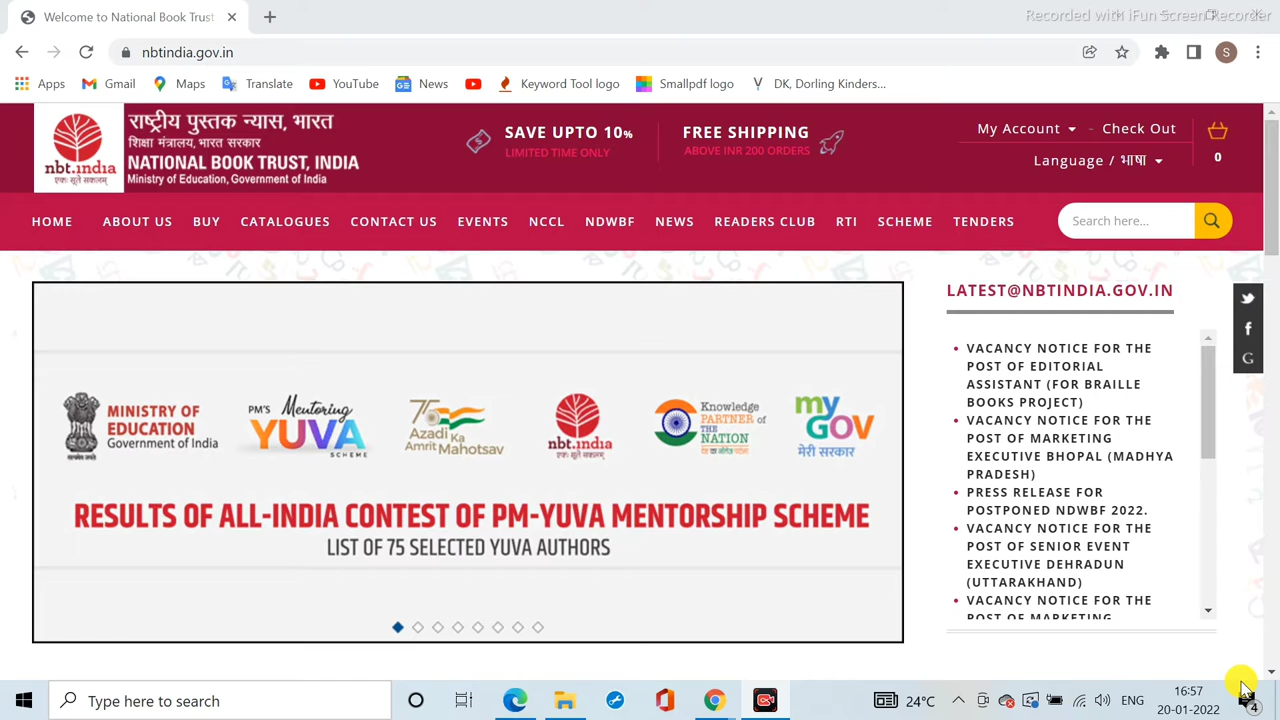 Welcome to National Book Trust
Recorded with iFun Screen Recorder
nbtindia.gov.in
S
Apps
Gmail
Maps
Translate
YouTube
News
Keyword Tool logo
Smallpdf logo
DK, Dorling Kinders...
nbt.india
एकः सूते सकलम्
राष्ट्रीय पुस्तक न्यास, भारत
शिक्षा मंत्रालय, भारत सरकार
NATIONAL BOOK TRUST, INDIA
Ministry of Education, Government of India
SAVE UPTO 10%
LIMITED TIME ONLY
FREE SHIPPING
ABOVE INR 200 ORDERS
My Account - Check Out
Language / भाषा
0
HOME ABOUT US BUY CATALOGUES CONTACT US EVENTS NCCL NDWBF NEWS READERS CLUB RTI SCHEME TENDERS
Search here...
MINISTRY OF
EDUCATION
Government of India
PM'S Mentoring
YUVA
SCHEME
75
Azadi Ka
Amrit Mahotsav
nbt.india
एकः सूते सकलम्
Knowledge
PARTNER of
THE
NATION
my
GOV
मेरी सरकार
RESULTS OF ALL-INDIA CONTEST OF PM-YUVA MENTORSHIP SCHEME
LIST OF 75 SELECTED YUVA AUTHORS
LATEST@NBTINDIA.GOV.IN
VACANCY NOTICE FOR THE
POST OF EDITORIAL
ASSISTANT (FOR BRAILLE
BOOKS PROJECT)
VACANCY NOTICE FOR THE
POST OF MARKETING
EXECUTIVE BHOPAL (MADHYA
PRADESH)
PRESS RELEASE FOR
POSTPONED NDWBF 2022.
VACANCY NOTICE FOR THE
POST OF SENIOR EVENT
EXECUTIVE DEHRADUN
(UTTARAKHAND)
VACANCY NOTICE FOR THE
POST OF MARKETING
G
Type here to search
24°C
ENG
16:57
20-01-2022
4